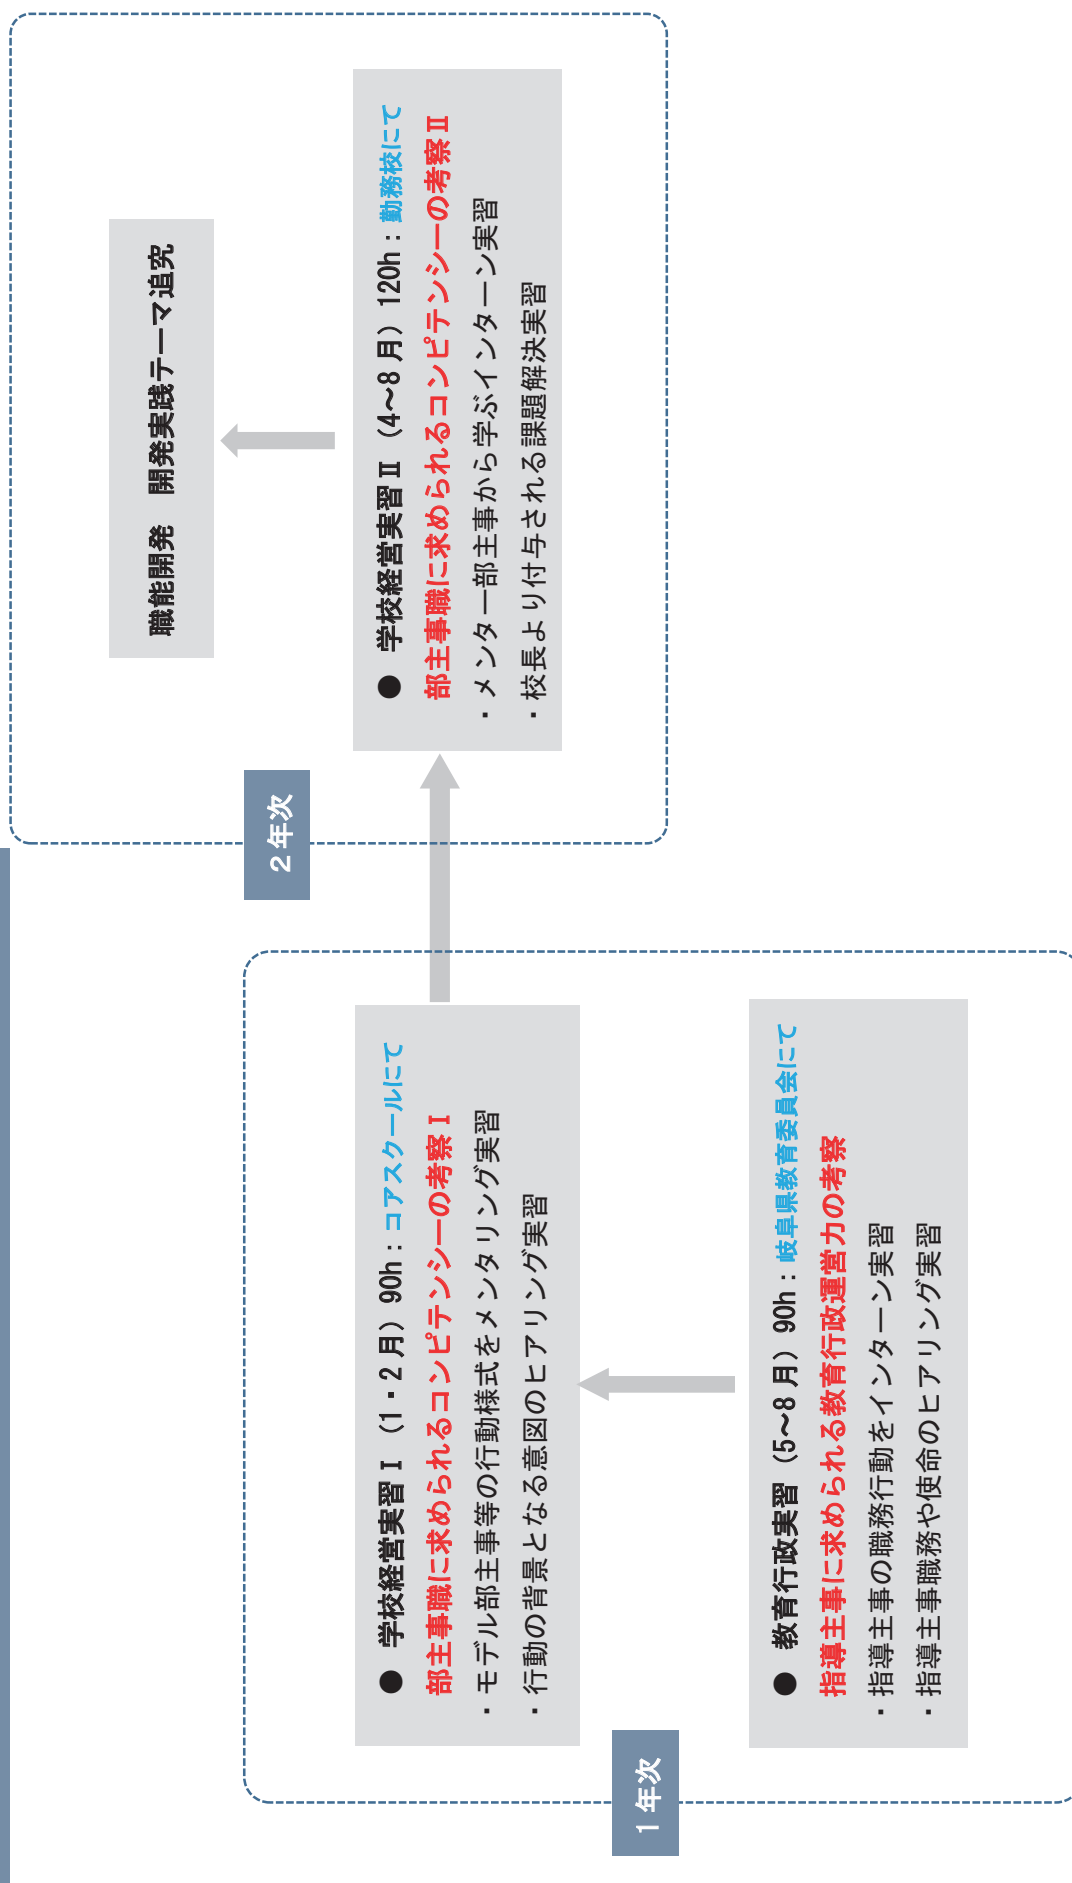 職能開発　開発実践テーマ追究
２年次
● 学校経営実習Ⅱ（4～8月）120h：勤務校にて
部主事職に求められるコンピテンシーの考察Ⅱ
・メンター部主事から学ぶインターン実習
・校長より付与される課題解決実習
● 学校経営実習Ⅰ（1・2月）90h：コアスクールにて
部主事職に求められるコンピテンシーの考察Ⅰ
・モデル部主事等の行動様式をメンタリング実習
・行動の背景となる意図のヒアリング実習
１年次
● 教育行政実習（5～8月）90h：岐阜県教育委員会にて
指導主事に求められる教育行政運営力の考察
・指導主事の職務行動をインターン実習
・指導主事職務や使命のヒアリング実習